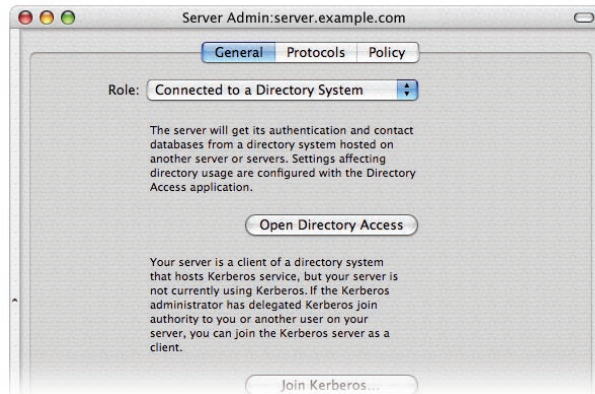 Server Admin:server.example.com
General Protocols Policy
Role: Connected to a Directory System
The server will get its authentication and contact
databases from a directory system hosted on
another server or servers. Settings affecting
directory usage are configured with the Directory
Access application.
Open Directory Access
Your server is a client of a directory system
that hosts Kerberos service, but your server is
not currently using Kerberos. If the Kerberos
administrator has delegated Kerberos join
authority to you or another user on your
server, you can join the Kerberos server as a
client.
Join Kerberos...